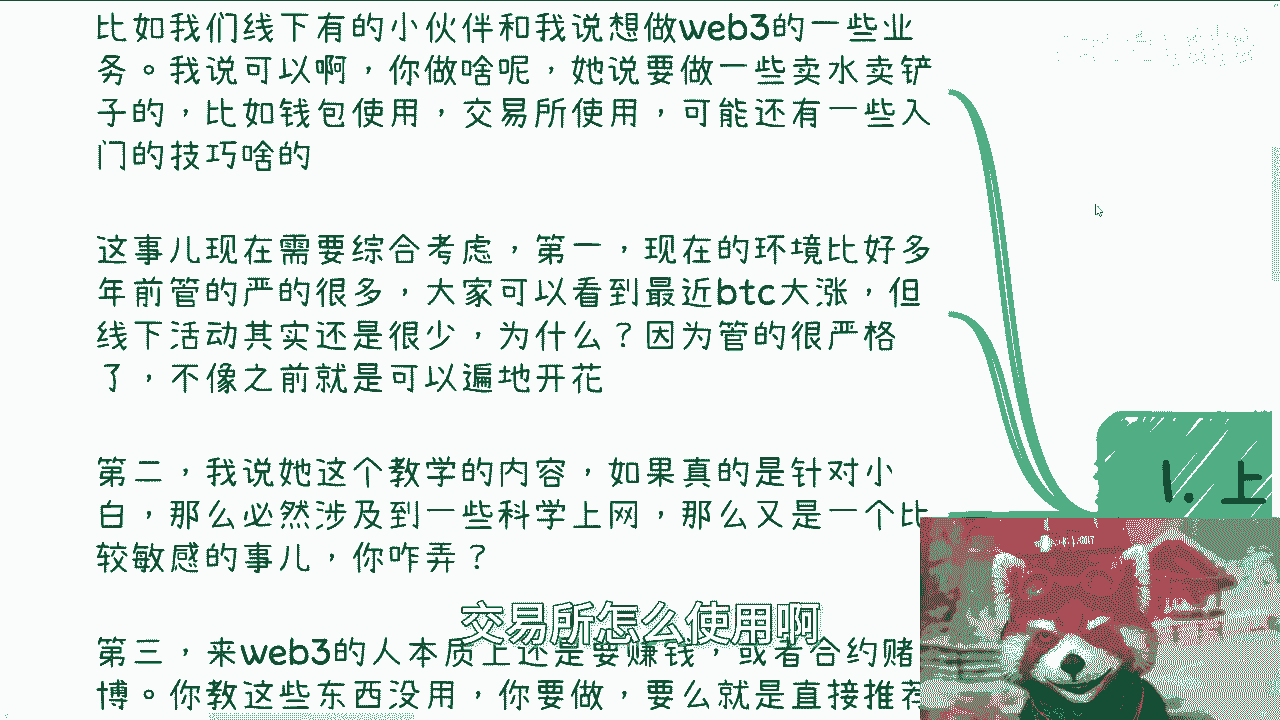 比如我们线下有的小伙伴和我说想做web3的一些业
务。我说可以啊，你做啥呢，她说要做一些卖水卖铲
子的，比如钱包使用，交易所使用，可能还有一些入
门的技巧啥的
这事儿现在需要综合考虑，第一，现在的环境比好多
年前管的严的很多，大家可以看到最近btc大涨，但
线下活动其实还是很少，为什么？因为管的很严格
了，不像之前就是可以遍地开花
第二，我说她这个教学的内容，如果真的是针对小
白，那么必然涉及到一些科学上网，那么又是一个比
较敏感的事儿，你咋弄？
第三，来web3的人本质上还是要赚钱，或者合约赌
博。你教这些东西没用，你要做，要么就是直接推荐
1. 上
交易所怎么使用啊